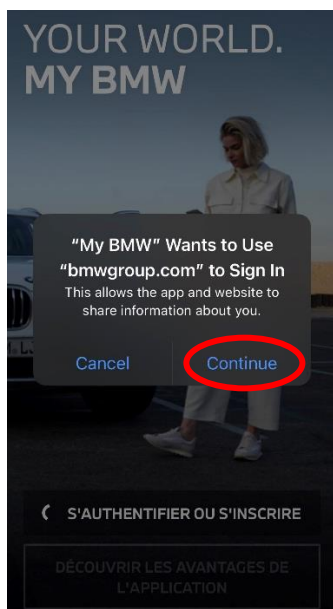 YOUR WORLD.
MY BMW
“My BMW” Wants to Use
“bmwgroup.com” to Sign In
This allows the app and website to
share information about you.
Cancel
Continue
S'AUTHENTIFIER OU S'INSCRIRE
DÉCOUVRIR LES AVANTAGES DE
L'APPLICATION